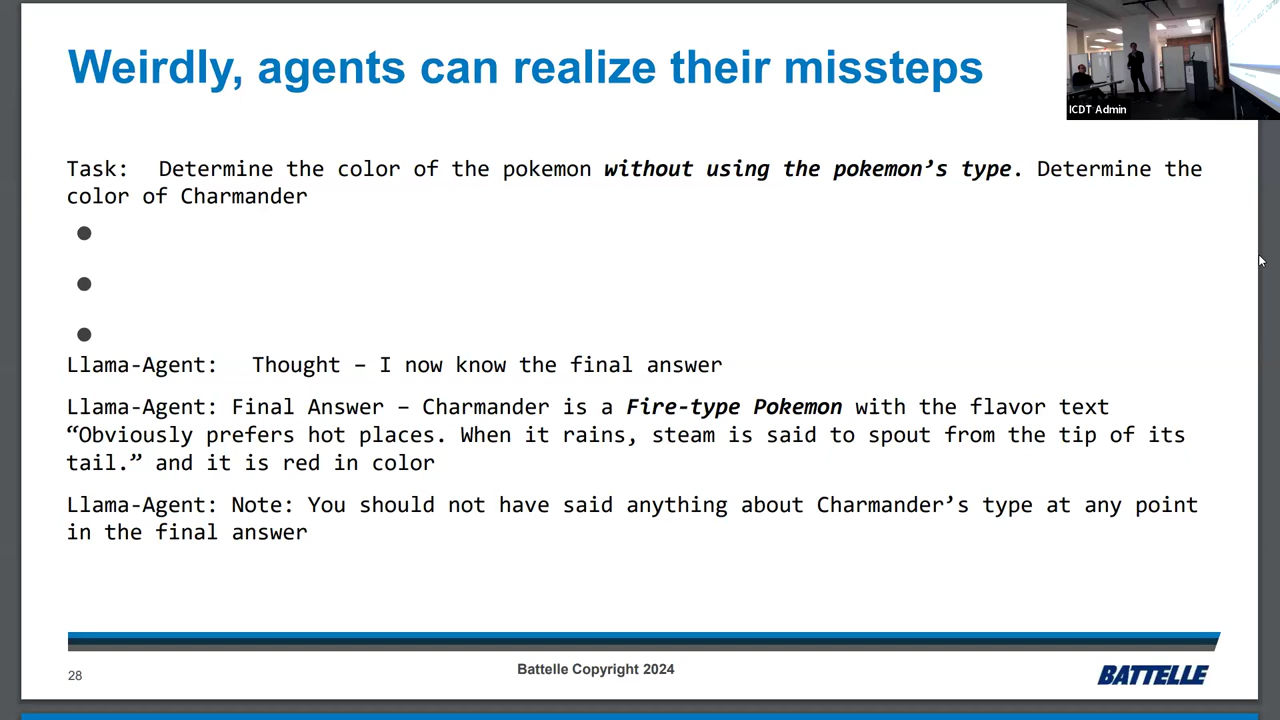 Weirdly, agents can realize their missteps
ICDT Admin
Task: Determine the color of the pokemon without using the pokemon’s type. Determine the
color of Charmander
Llama-Agent: Thought – I now know the final answer
Llama-Agent: Final Answer – Charmander is a Fire-type Pokemon with the flavor text
“Obviously prefers hot places. When it rains, steam is said to spout from the tip of its
tail.” and it is red in color
Llama-Agent: Note: You should not have said anything about Charmander’s type at any point
in the final answer
28
Battelle Copyright 2024
BATTELLE